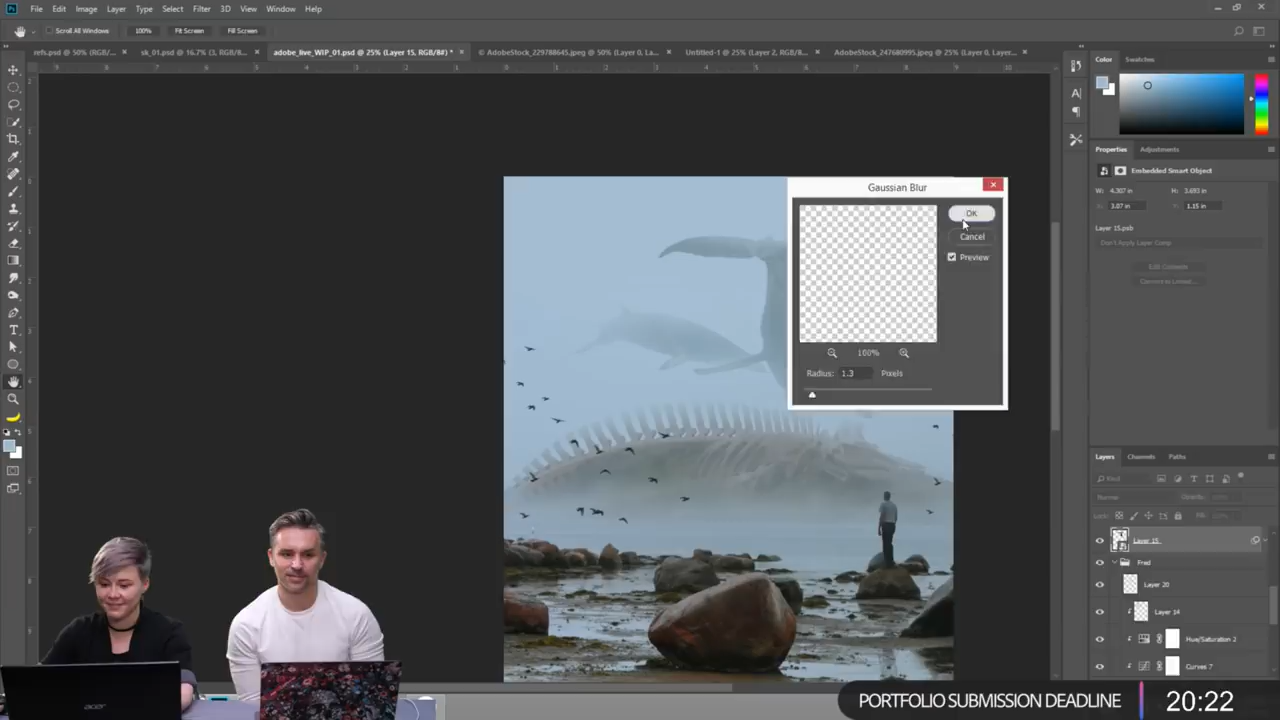 Ps File Edit Image Layer Type Select Filter 3D View Window Help
Scroll All Windows 100% Fit Screen Fill Screen
refs.psd @ 50% (RGB/... × sk_01.psd @ 16.7% (3, RGB/8... × adobe_live_WIP_01.psd @ 25% (Layer 15, RGB/8#) * × © AdobeStock_229788645.jpeg @ 50% (Layer 0, La... × Untitled-1 @ 25% (Layer 2, RGB/8... × AdobeStock_247680995.jpeg @ 25% (Layer 0, Layer... ×
Color Swatches
Properties Adjustments
Embedded Smart Object
W: 4.307 in H: 3.693 in
X: 3.07 in Y: 1.15 in
Layer 15.psb
Don't Apply Layer Comp
Edit Contents
Convert to Linked...
Gaussian Blur
OK
Cancel
Preview
100%
Radius: 1.3 Pixels
Layers Channels Paths
Kind
Normal Opacity:
Lock: Fill:
Layer 15
Fred
Layer 20
Layer 14
Hue/Saturation 2
Curves 7
acer
PORTFOLIO SUBMISSION DEADLINE 20:22